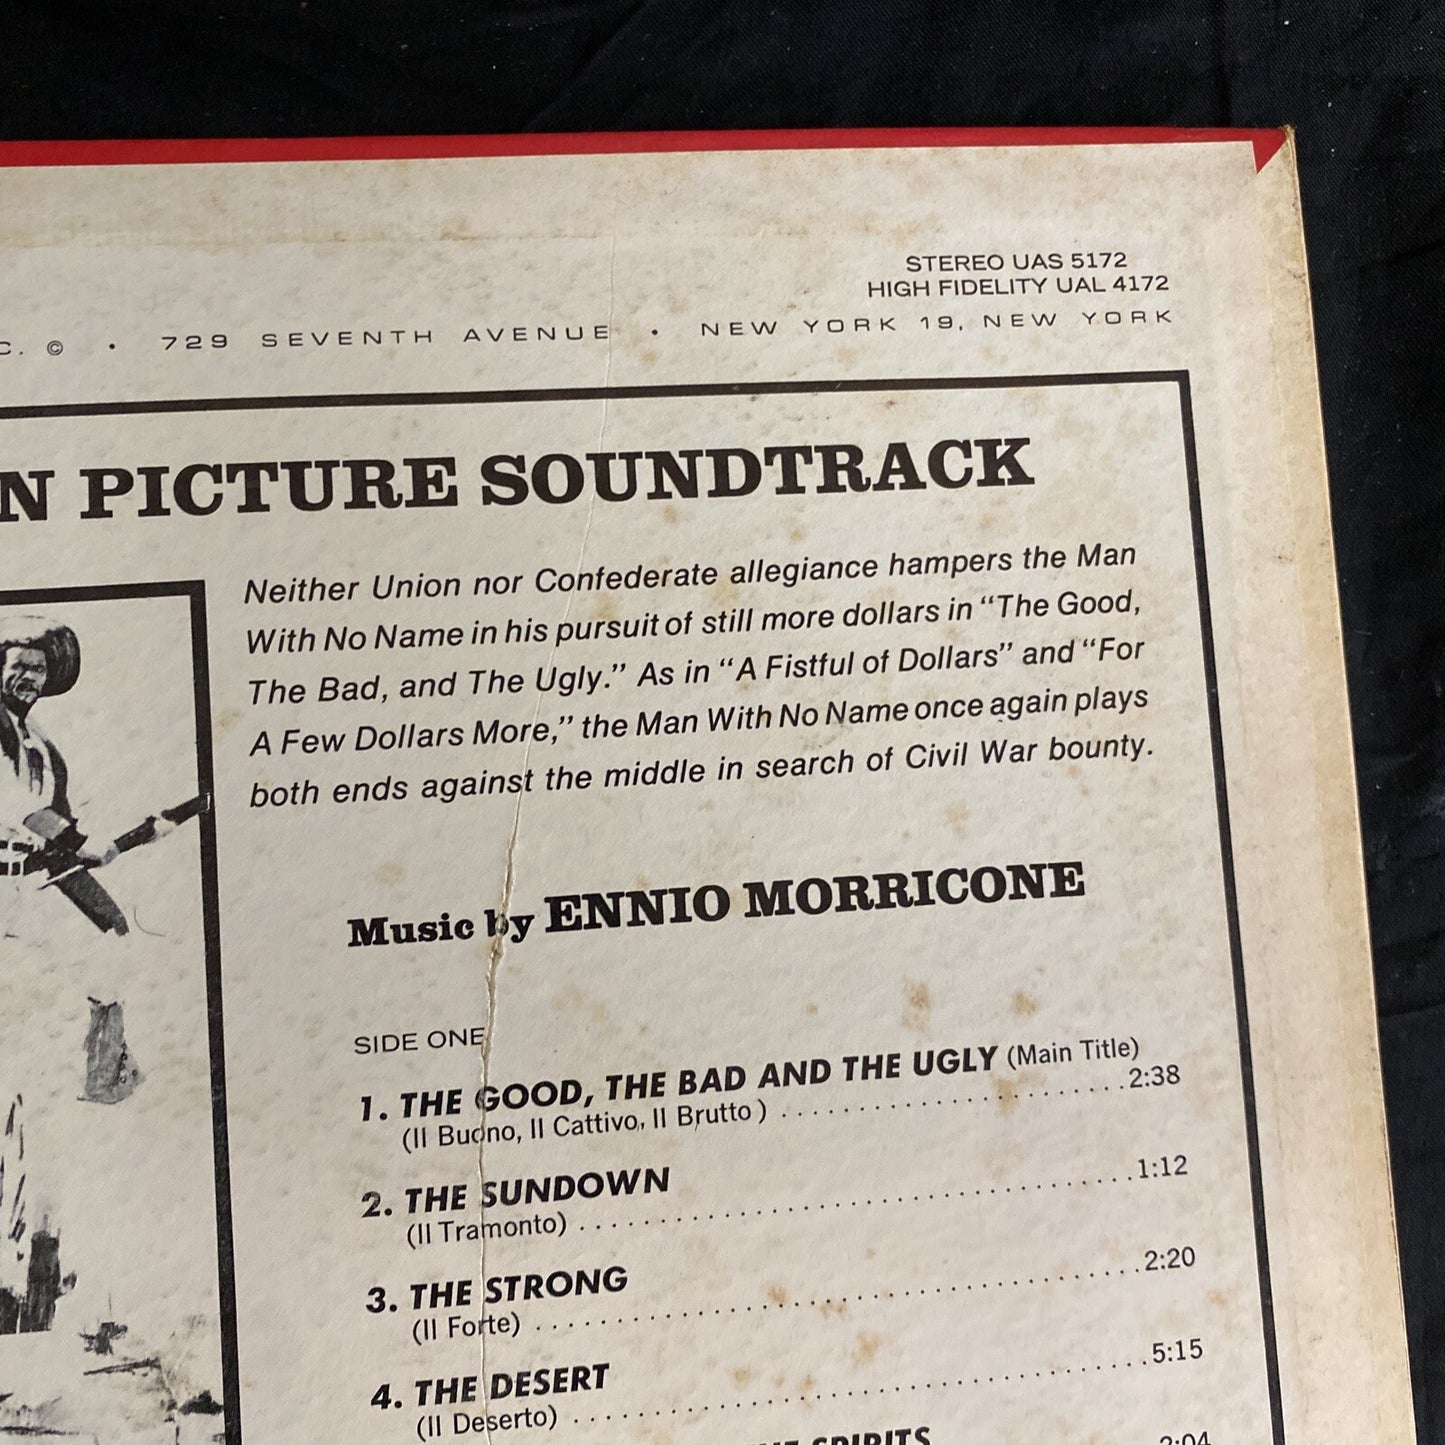 STEREO UAS 5172
HIGH FIDELITY UAL 4172
C. © • 729 SEVENTH AVENUE • NEW YORK 19, NEW YORK
N PICTURE SOUNDTRACK
Neither Union nor Confederate allegiance hampers the Man
With No Name in his pursuit of still more dollars in “The Good,
The Bad, and The Ugly.” As in “A Fistful of Dollars” and “For
A Few Dollars More,” the Man With No Name once again plays
both ends against the middle in search of Civil War bounty.
Music by ENNIO MORRICONE
SIDE ONE
1. THE GOOD, THE BAD AND THE UGLY (Main Title)
(Il Buono, Il Cattivo, Il Brutto) . . . . . . . . . . . . . . . . . . . . . . . . . . . 2:38
2. THE SUNDOWN
(Il Tramonto) . . . . . . . . . . . . . . . . . . . . . . . . . . . . . . . . . . . . . . . . . . 1:12
3. THE STRONG
(Il Forte) . . . . . . . . . . . . . . . . . . . . . . . . . . . . . . . . . . . . . . . . . . . . . . 2:20
4. THE DESERT
(Il Deserto) . . . . . . . . . . . . . . . . . . . . . . . . . . . . . . . . . . . . . . . . . . . . 5:15
SPIRITS
2:04